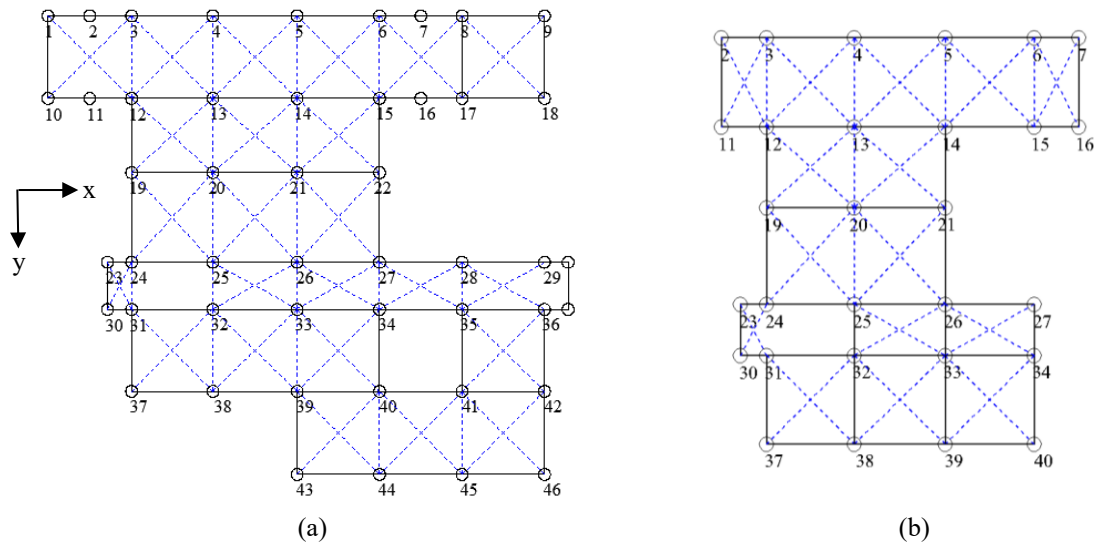 1 2 3 4 5 6 7 8 9
10 11 12 13 14 15 16 17 18
19 20 21 22
x
y
23 24 25 26 27 28 29
30 31 32 33 34 35 36
37 38 39 40 41 42
43 44 45 46
(a)
2 3 4 5 6 7
11 12 13 14 15 16
19 20 21
23 24 25 26 27
30 31 32 33 34
37 38 39 40
(b)